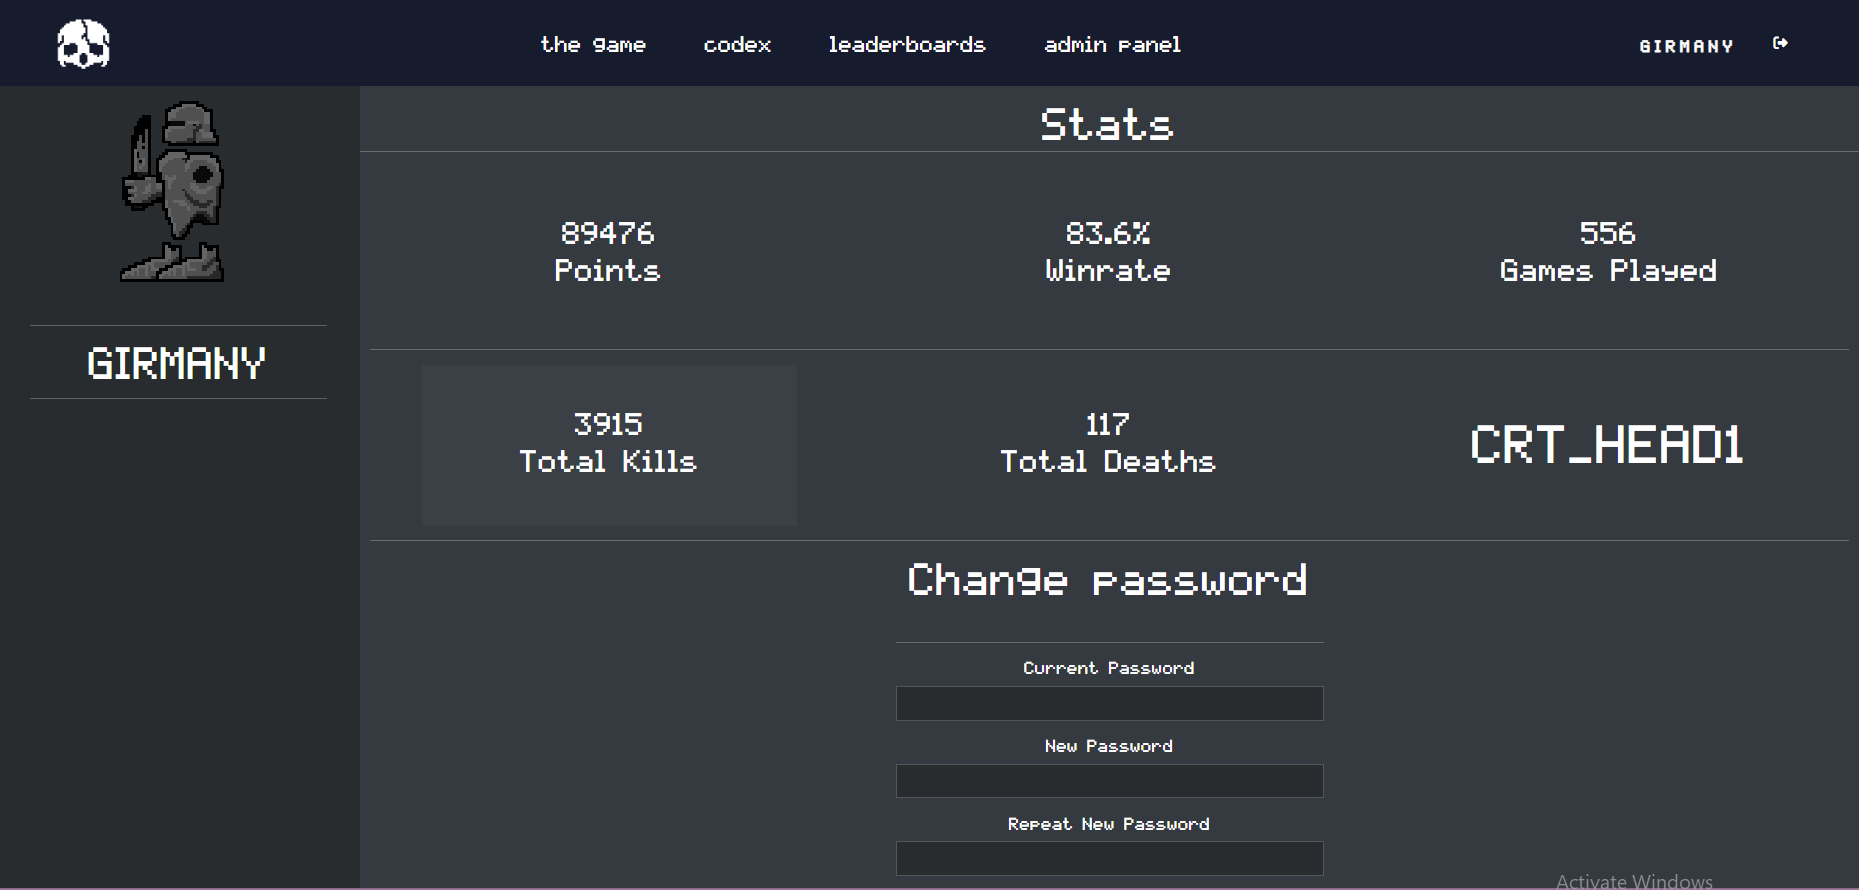 the game codex leaderboards admin panel GIRMANY
Stats
89476
Points
83.6%
Winrate
556
Games Played
GIRMANY
3915
Total Kills
117
Total Deaths
CRT_HEAD1
Change password
Current Password
New Password
Repeat New Password
Activate Windows